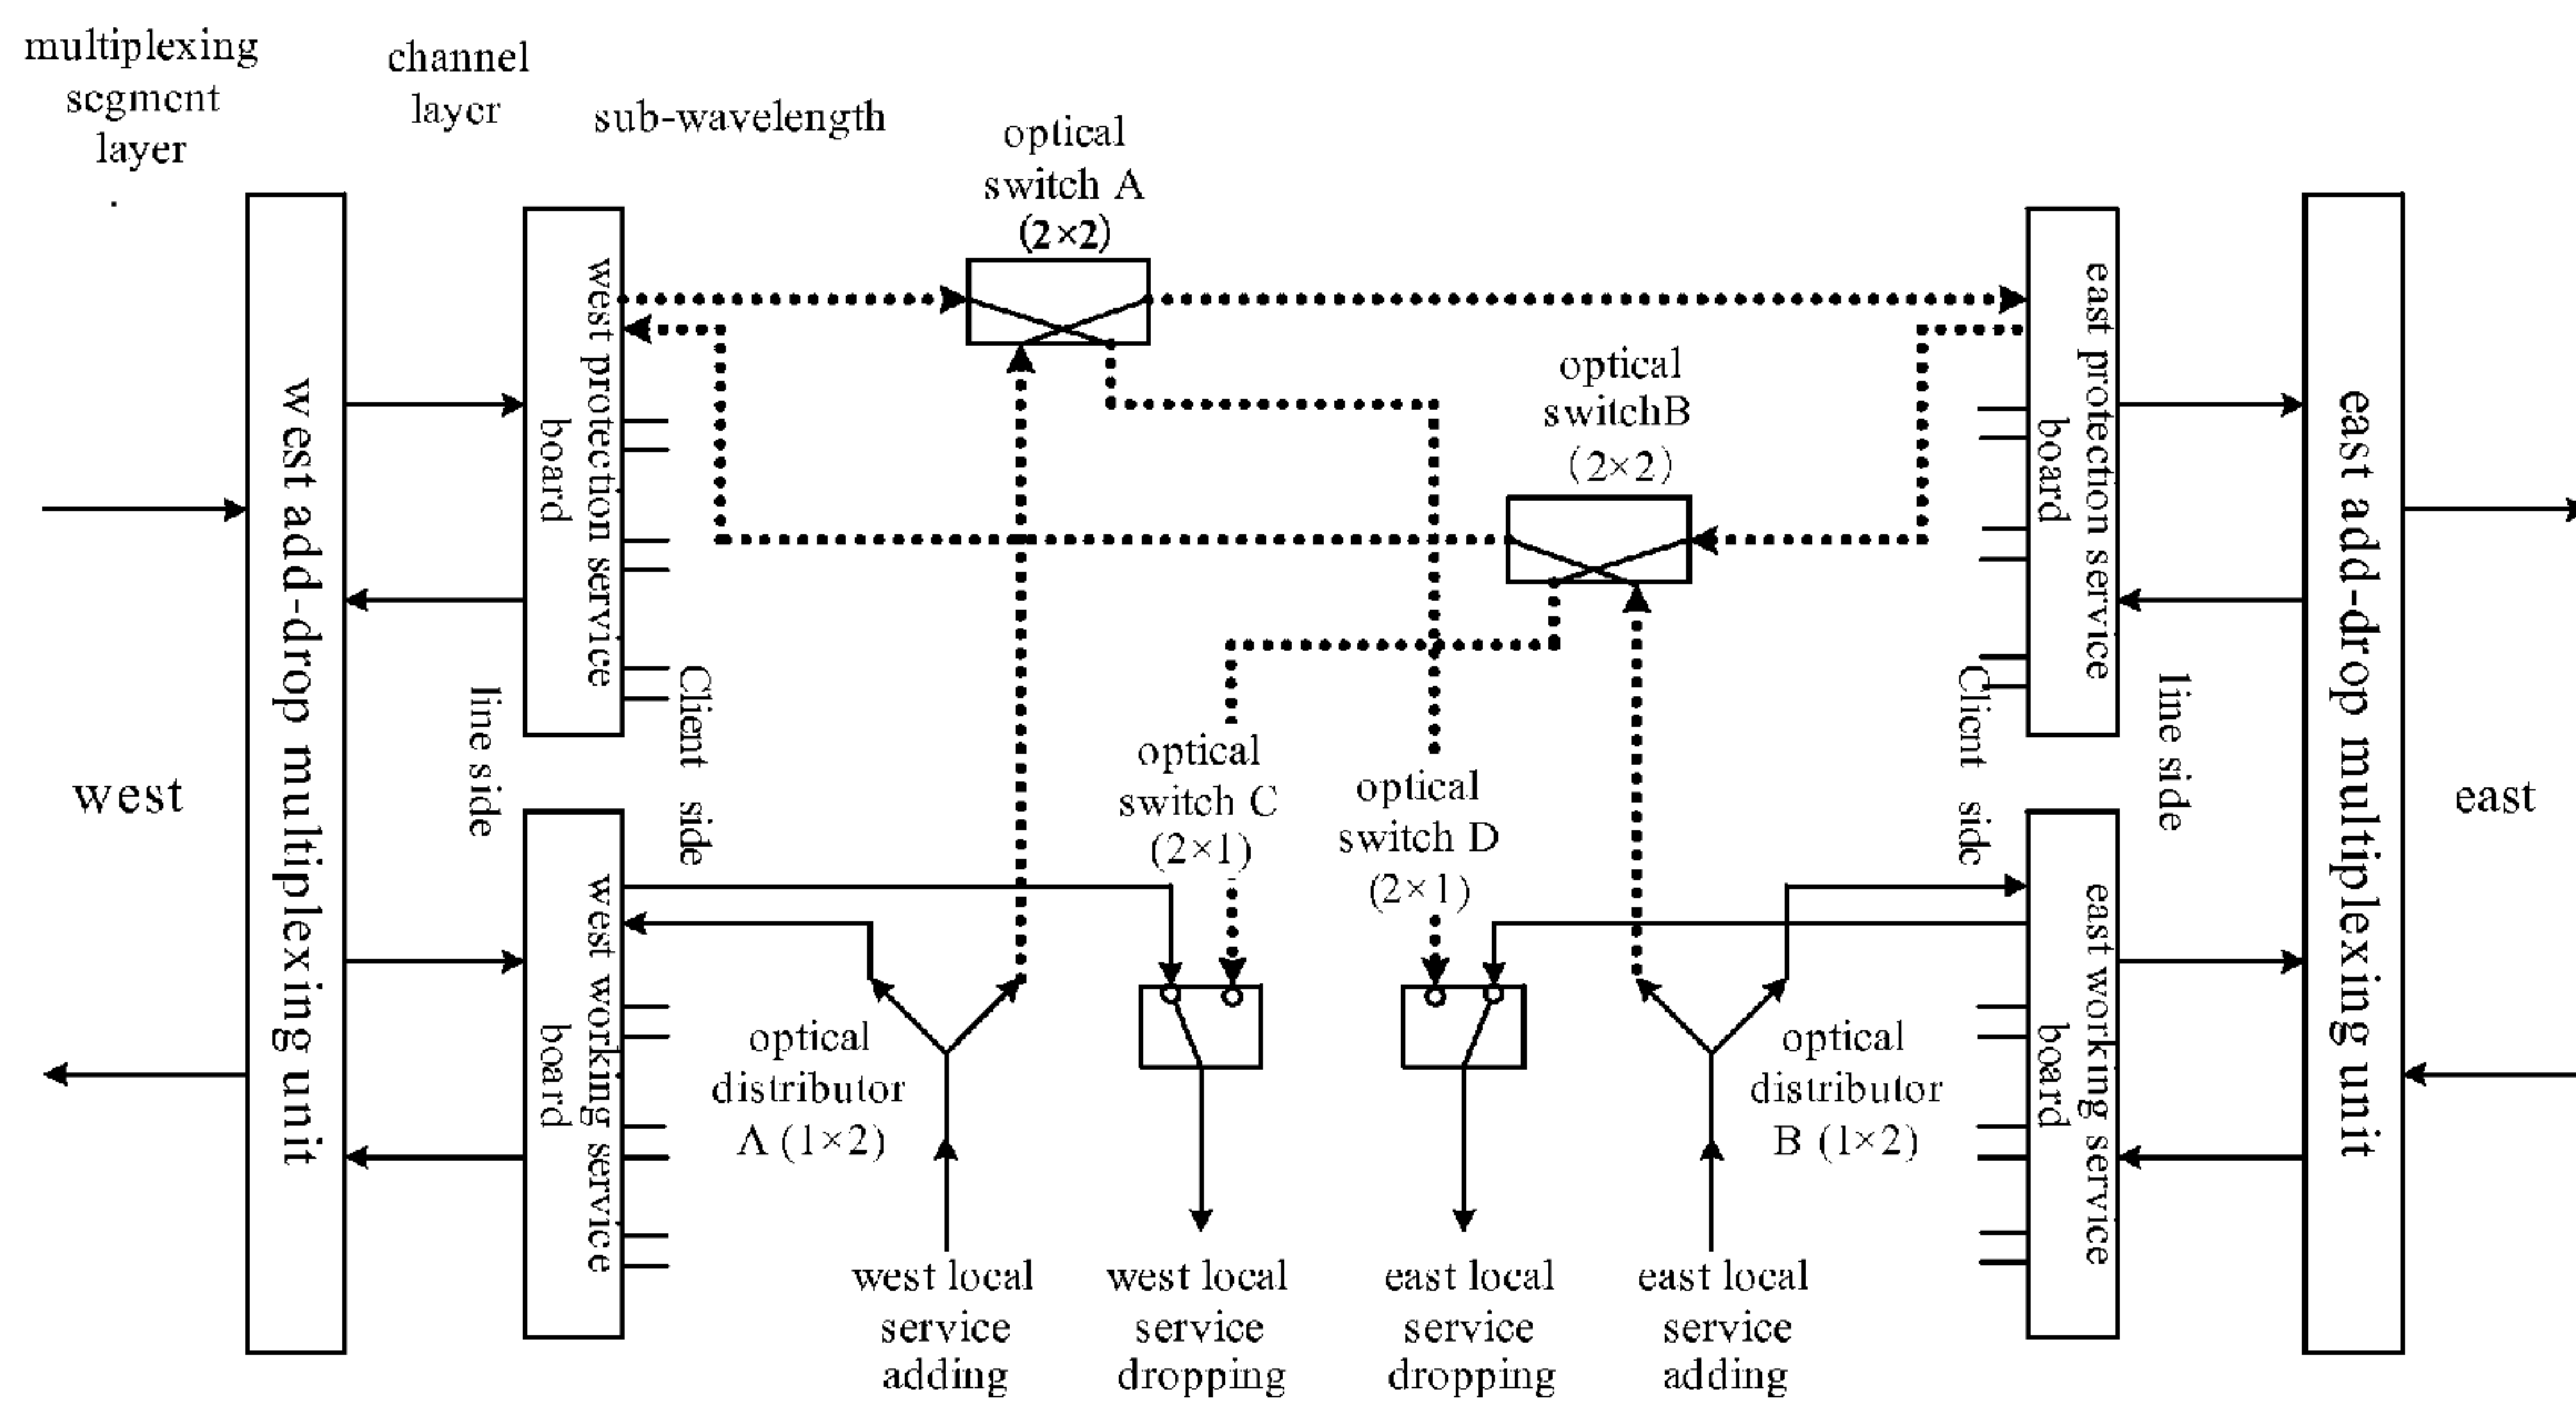 multiplexing
segment
layer
channel
layer
sub-wavelength
optical
switch A
(2×2)
optical
switchB
(2×2)
west add-drop multiplexing unit
west protection service
board
east protection service
board
east add-drop multiplexing unit
line side
Client side
Client side
line side
west
east
optical
switch C
(2×1)
optical
switch D
(2×1)
west working service
board
east working service
board
optical
distributor
A (1×2)
optical
distributor
B (1×2)
west local
service
adding
west local
service
dropping
east local
service
dropping
east local
service
adding